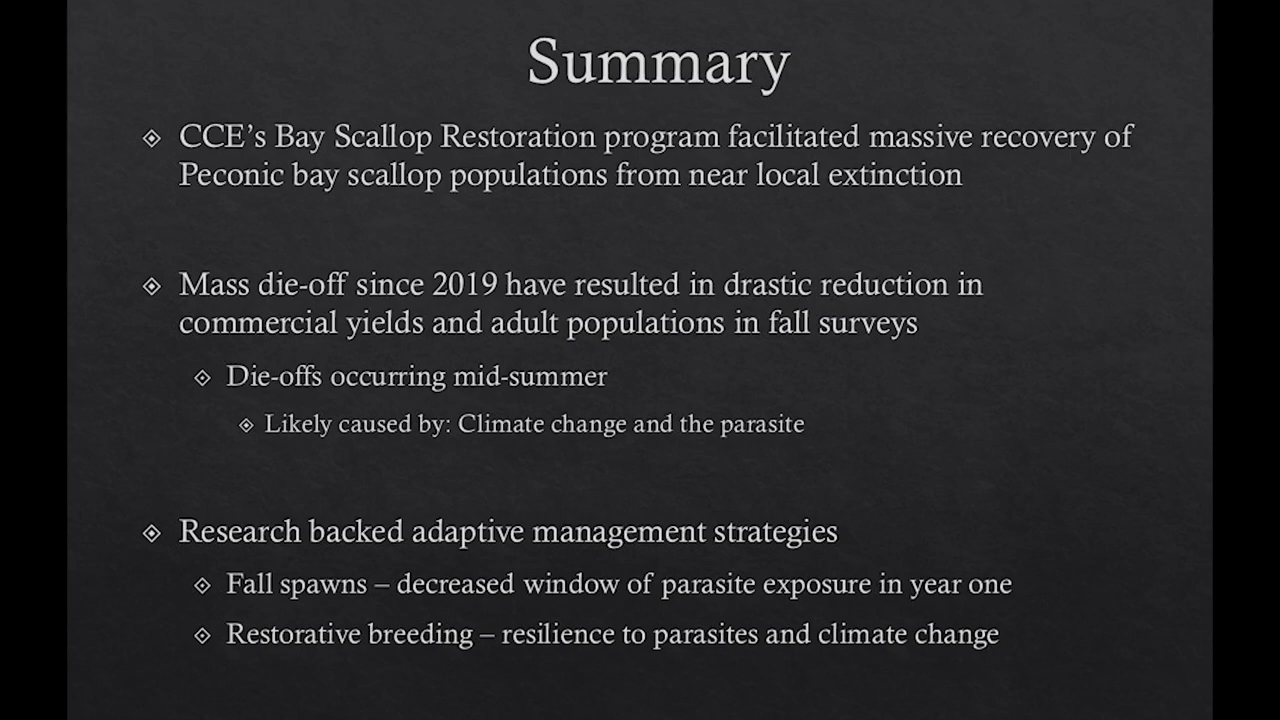 Summary
CCE's Bay Scallop Restoration program facilitated massive recovery of
Peconic bay scallop populations from near local extinction
Mass die-off since 2019 have resulted in drastic reduction in
commercial yields and adult populations in fall surveys
Die-offs occurring mid-summer
Likely caused by: Climate change and the parasite
Research backed adaptive management strategies
Fall spawns – decreased window of parasite exposure in year one
Restorative breeding – resilience to parasites and climate change